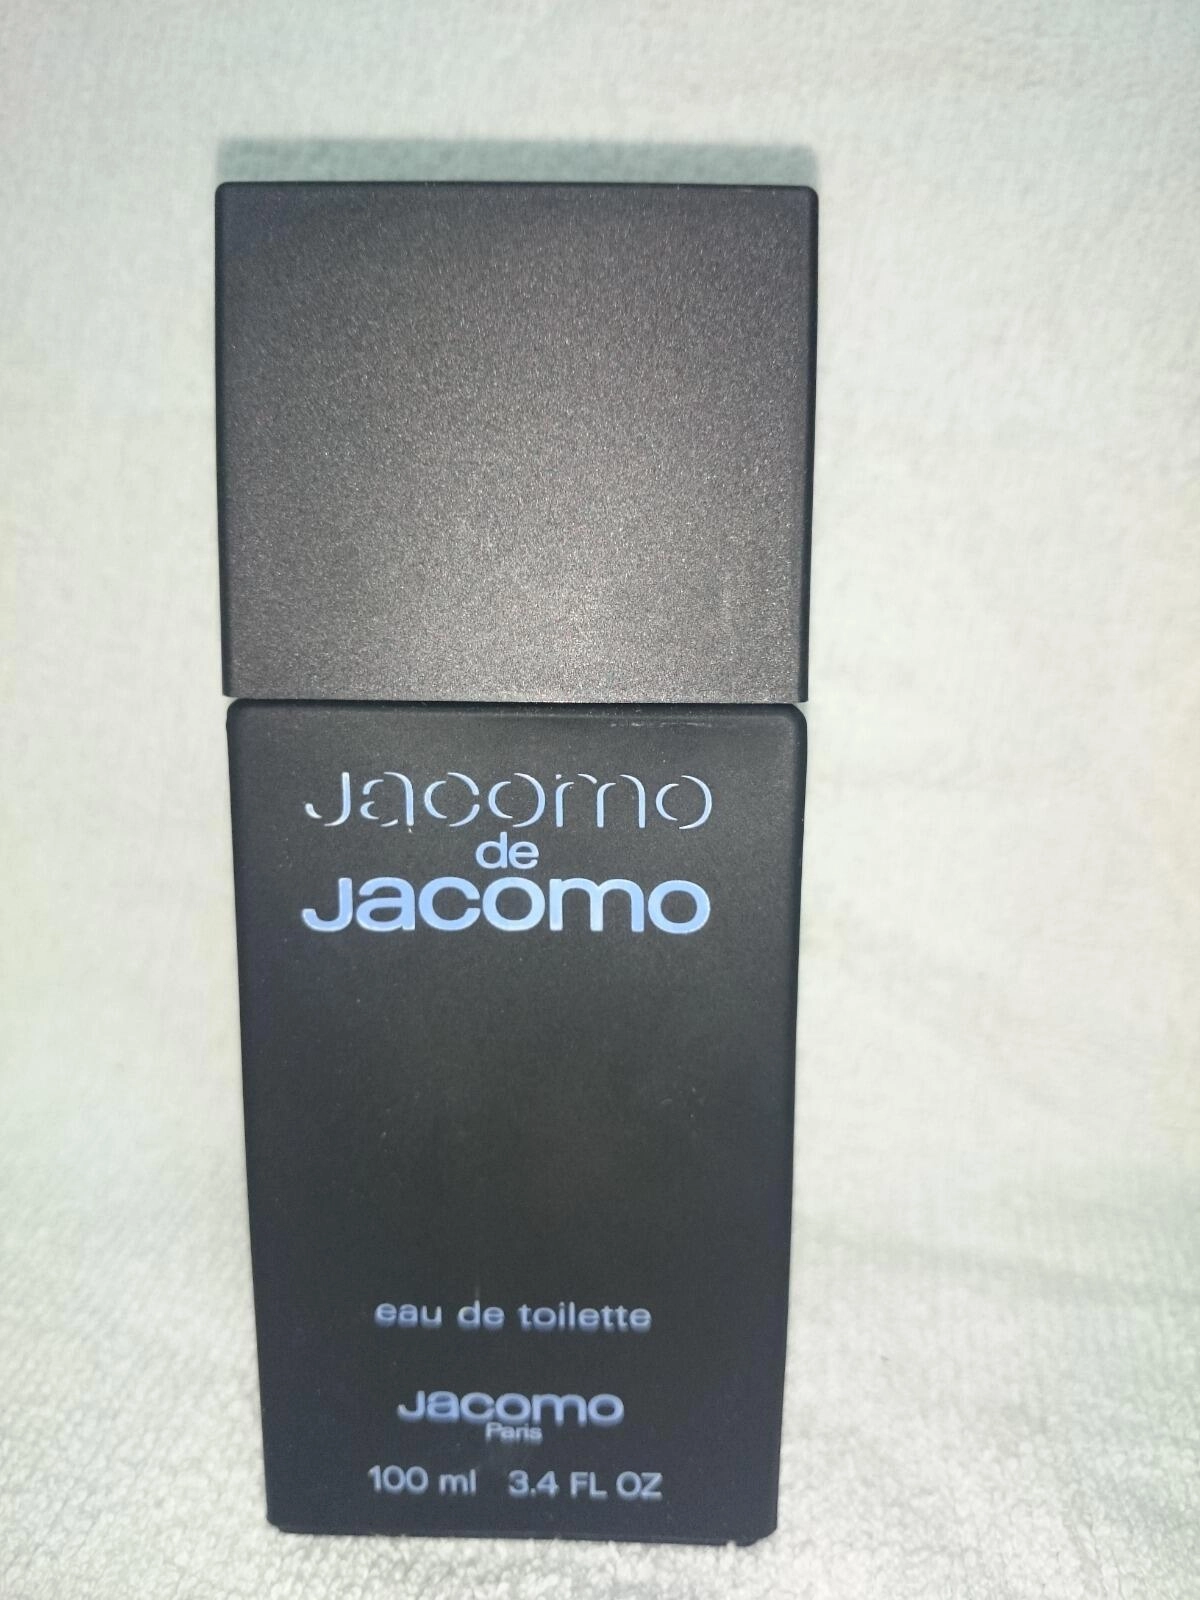 Jacomo
de
Jacomo
eau de toilette
Jacomo
Paris
100 ml 3.4 FL OZ